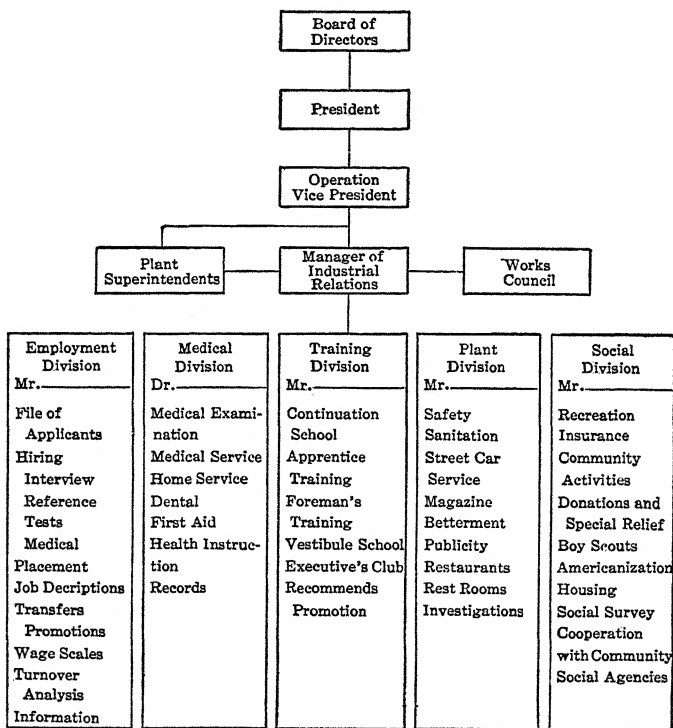 Board of
Directors
President
Operation
Vice President
Plant
Superintendents
Manager of
Industrial
Relations
Works
Council
Employment
Division
Mr.
File of
Applicants
Hiring
Interview
Reference
Tests
Medical
Placement
Job Decriptions
Transfers
Promotions
Wage Scales
Turnover
Analysis
Information
Medical
Division
Dr.
Medical Exami-
nation
Medical Service
Home Service
Dental
First Aid
Health Instruc-
tion
Records
Training
Division
Mr.
Continuation
School
Apprentice
Training
Foreman's
Training
Vestibule School
Executive's Club
Recommends
Promotion
Plant
Division
Mr.
Safety
Sanitation
Street Car
Service
Magazine
Betterment
Publicity
Restaurants
Rest Rooms
Investigations
Social
Division
Mr.
Recreation
Insurance
Community
Activities
Donations and
Special Relief
Boy Scouts
Americanization
Housing
Social Survey
Cooperation
with Community
Social Agencies